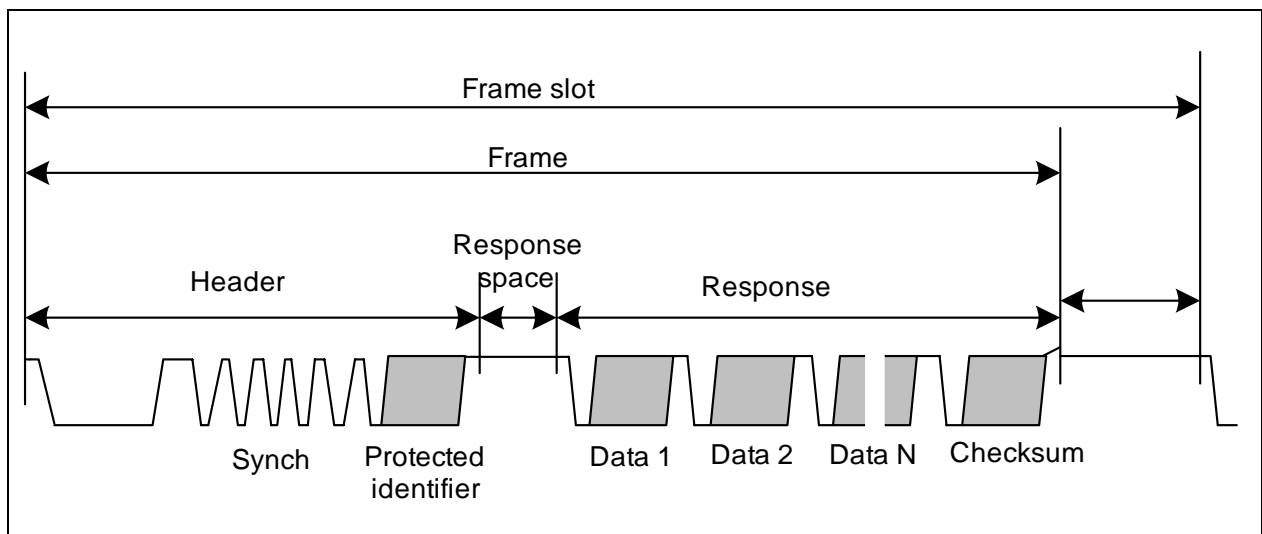 Frame slot
Frame
Response
space
Header
Response
Synch
Protected
identifier
Data 1
Data 2
Data N
Checksum